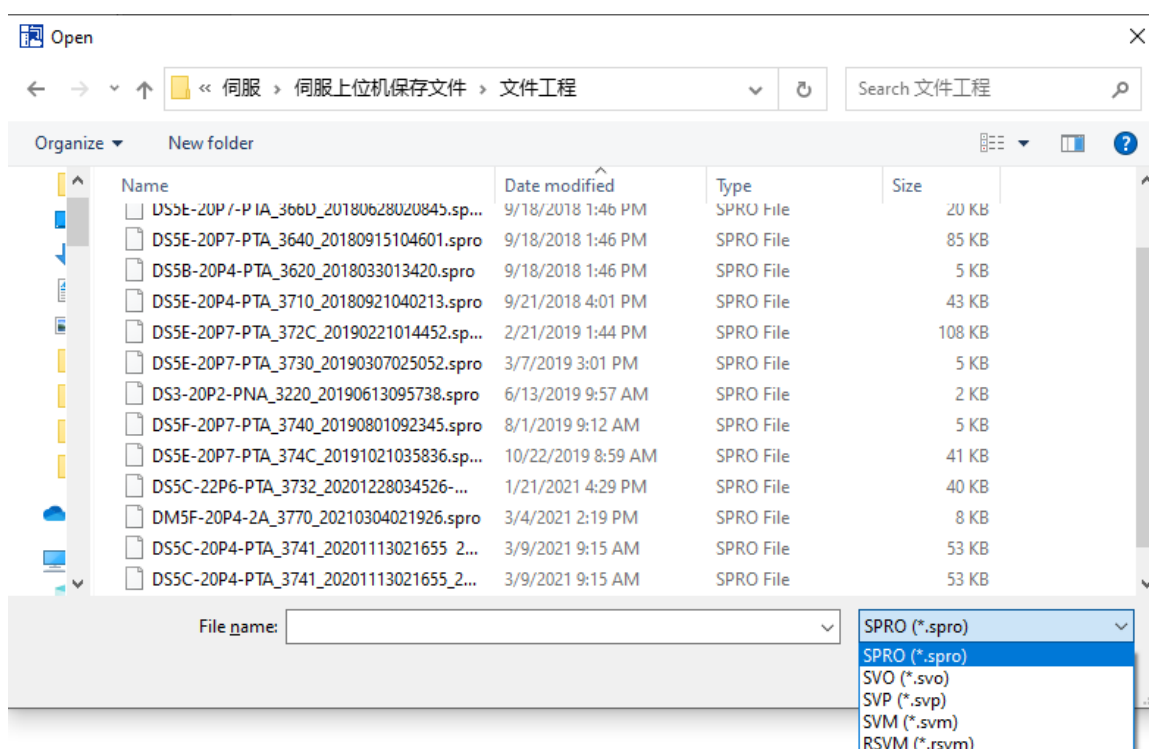 Open
« 伺服 › 伺服上位机保存文件 › 文件工程
Search 文件工程
Organize New folder
Name Date modified Type Size
DS5E-20P7-PTA_366D_20180628020845.sp... 9/18/2018 1:46 PM SPRO File 20 KB
DS5E-20P7-PTA_3640_20180915104601.spro 9/18/2018 1:46 PM SPRO File 85 KB
DS5B-20P4-PTA_3620_2018033013420.spro 9/18/2018 1:46 PM SPRO File 5 KB
DS5E-20P4-PTA_3710_20180921040213.spro 9/21/2018 4:01 PM SPRO File 43 KB
DS5E-20P7-PTA_372C_20190221014452.sp... 2/21/2019 1:44 PM SPRO File 108 KB
DS5E-20P7-PTA_3730_20190307025052.spro 3/7/2019 3:01 PM SPRO File 5 KB
DS3-20P2-PNA_3220_20190613095738.spro 6/13/2019 9:57 AM SPRO File 2 KB
DS5F-20P7-PTA_3740_20190801092345.spro 8/1/2019 9:12 AM SPRO File 5 KB
DS5E-20P7-PTA_374C_20191021035836.sp... 10/22/2019 8:59 AM SPRO File 41 KB
DS5C-22P6-PTA_3732_20201228034526-... 1/21/2021 4:29 PM SPRO File 40 KB
DM5F-20P4-2A_3770_20210304021926.spro 3/4/2021 2:19 PM SPRO File 8 KB
DS5C-20P4-PTA_3741_20201113021655 2... 3/9/2021 9:15 AM SPRO File 53 KB
DS5C-20P4-PTA_3741_20201113021655_2... 3/9/2021 9:15 AM SPRO File 53 KB
File name: SPRO (*.spro)
SPRO (*.spro)
SVO (*.svo)
SVP (*.svp)
SVM (*.svm)
RSVM (*.rsvm)